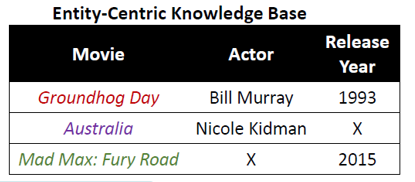 Entity-Centric Knowledge Base
Movie Actor Release Year
Groundhog Day Bill Murray 1993
Australia Nicole Kidman X
Mad Max: Fury Road X 2015